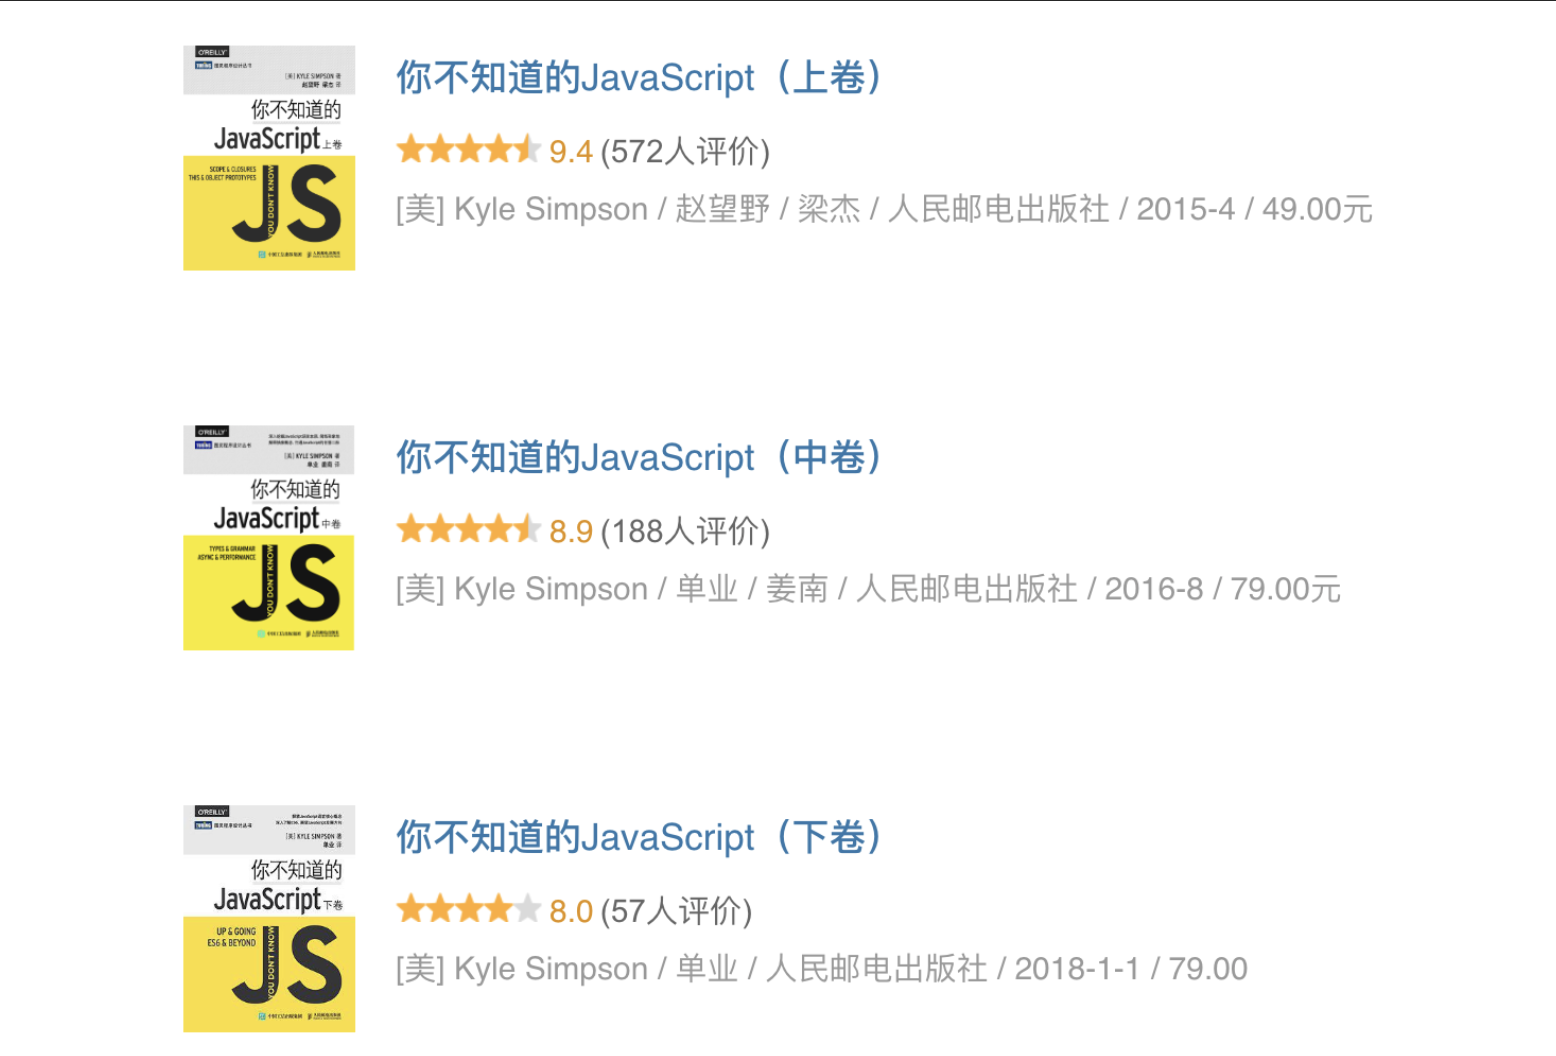 O'REILLY
[美] KYLE SIMPSON 著
赵望野 梁杰 译
你不知道的
JavaScript 上卷
SCOPE & CLOSURES
THIS & OBJECT PROTOTYPES
JS
YOU DON'T KNOW
你不知道的JavaScript（上卷）
9.4 (572人评价)
[美] Kyle Simpson / 赵望野 / 梁杰 / 人民邮电出版社 / 2015-4 / 49.00元
O'REILLY
[美] KYLE SIMPSON 著
单业 姜南 译
你不知道的
JavaScript 中卷
TYPES & GRAMMAR
ASYNC & PERFORMANCE
JS
YOU DON'T KNOW
你不知道的JavaScript（中卷）
8.9 (188人评价)
[美] Kyle Simpson / 单业 / 姜南 / 人民邮电出版社 / 2016-8 / 79.00元
O'REILLY
[美] KYLE SIMPSON 著
单业 译
你不知道的
JavaScript 下卷
UP & GOING
ES6 & BEYOND
JS
YOU DON'T KNOW
你不知道的JavaScript（下卷）
8.0 (57人评价)
[美] Kyle Simpson / 单业 / 人民邮电出版社 / 2018-1-1 / 79.00